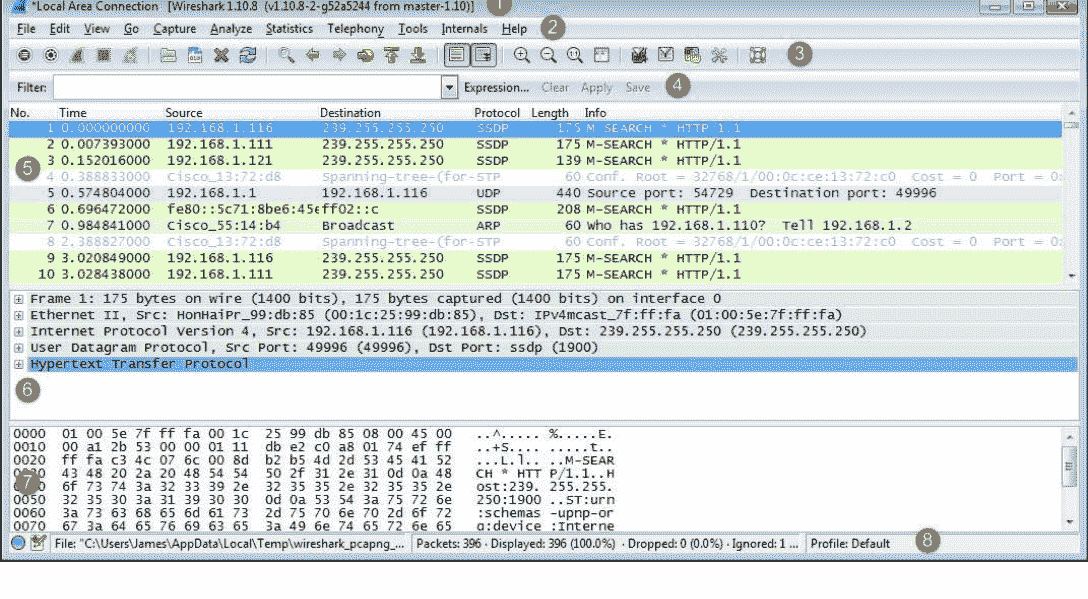 *Local Area Connection [Wireshark 1.10.8 (v1.10.8-2-g52a5244 from master-1.10)]
1
File Edit View Go Capture Analyze Statistics Telephony Tools Internals Help
2
3
Filter: Expression... Clear Apply Save
4
No. Time Source Destination Protocol Length Info
1 0.000000000 192.168.1.116 239.255.255.250 SSDP 175 M-SEARCH * HTTP/1.1
2 0.007393000 192.168.1.111 239.255.255.250 SSDP 175 M-SEARCH * HTTP/1.1
3 0.152016000 192.168.1.121 239.255.255.250 SSDP 139 M-SEARCH * HTTP/1.1
5
4 0.388833000 Cisco_13:72:d8 Spanning-tree-(for- STP 60 Conf. Root = 32768/1/00:0c:ce:13:72:c0 Cost = 0 Port = 0
5 0.574804000 192.168.1.1 192.168.1.116 UDP 440 Source port: 54729 Destination port: 49996
6 0.696472000 fe80::5c71:8be6:45e ff02::c SSDP 208 M-SEARCH * HTTP/1.1
7 0.984841000 Cisco_55:14:b4 Broadcast ARP 60 Who has 192.168.1.110? Tell 192.168.1.2
8 2.388827000 Cisco_13:72:d8 Spanning-tree-(for- STP 60 Conf. Root = 32768/1/00:0c:ce:13:72:c0 Cost = 0 Port = 0
9 3.020849000 192.168.1.116 239.255.255.250 SSDP 175 M-SEARCH * HTTP/1.1
10 3.028438000 192.168.1.111 239.255.255.250 SSDP 175 M-SEARCH * HTTP/1.1
Frame 1: 175 bytes on wire (1400 bits), 175 bytes captured (1400 bits) on interface 0
Ethernet II, Src: HonHaiPr_99:db:85 (00:1c:25:99:db:85), Dst: IPv4mcast_7f:ff:fa (01:00:5e:7f:ff:fa)
Internet Protocol Version 4, Src: 192.168.1.116 (192.168.1.116), Dst: 239.255.255.250 (239.255.255.250)
User Datagram Protocol, Src Port: 49996 (49996), Dst Port: ssdp (1900)
Hypertext Transfer Protocol
6
0000 01 00 5e 7f ff fa 00 1c 25 99 db 85 08 00 45 00 ..^..... %.....E.
0010 00 a1 2b 53 00 00 01 11 db e2 c0 a8 01 74 ef ff ..+S.... .....t..
0020 ff fa c3 4c 07 6c 00 8d b2 b5 4d 2d 53 45 41 52 ...L.l.. ..M-SEAR
43 48 20 2a 20 48 54 54 50 2f 31 2e 31 0d 0a 48 CH * HTT P/1.1..H
7
6f 73 74 3a 32 33 39 2e 32 35 35 2e 32 35 35 2e ost:239. 255.255.
0050 32 35 30 3a 31 39 30 30 0d 0a 53 54 3a 75 72 6e 250:1900 ..ST:urn
0060 3a 73 63 68 65 6d 61 73 2d 75 70 6e 70 2d 6f 72 :schemas -upnp-or
0070 67 3a 64 65 76 69 63 65 3a 49 6e 74 65 72 6e 65 g:device :Interne
File: "C:\Users\James\AppData\Local\Temp\wireshark_pcapng_... Packets: 396 · Displayed: 396 (100.0%) · Dropped: 0 (0.0%) · Ignored: 1 ... Profile: Default
8